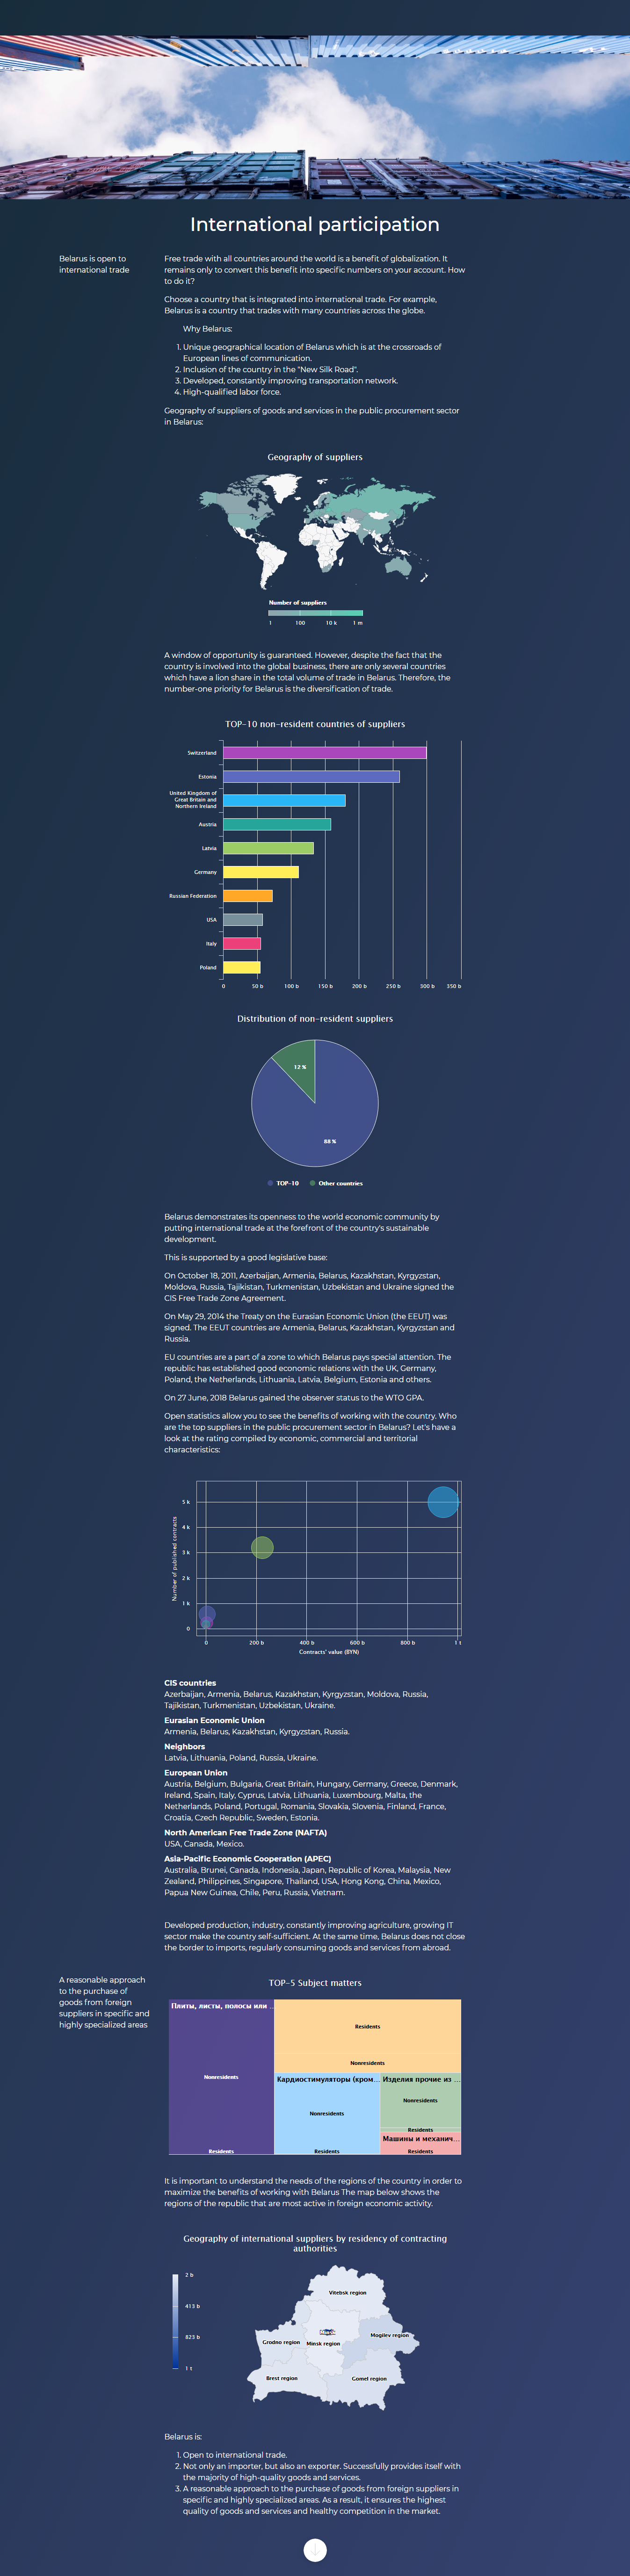 International participation
Belarus is open to
international trade
Free trade with all countries around the world is a benefit of globalization. It
remains only to convert this benefit into specific numbers on your account. How
to do it?
Choose a country that is integrated into international trade. For example,
Belarus is a country that trades with many countries across the globe.
Why Belarus:
1. Unique geographical location of Belarus which is at the crossroads of
European lines of communication.
2. Inclusion of the country in the "New Silk Road".
3. Developed, constantly improving transportation network.
4. High-qualified labor force.
Geography of suppliers of goods and services in the public procurement sector
in Belarus:
Geography of suppliers
Number of suppliers
1 100 10 k 1 m
A window of opportunity is guaranteed. However, despite the fact that the
country is involved into the global business, there are only several countries
which have a lion share in the total volume of trade in Belarus. Therefore, the
number-one priority for Belarus is the diversification of trade.
TOP-10 non-resident countries of suppliers
Switzerland
Estonia
United Kingdom of
Great Britain and
Northern Ireland
Austria
Latvia
Germany
Russian Federation
USA
Italy
Poland
0 50 b 100 b 150 b 200 b 250 b 300 b 350 b
Distribution of non-resident suppliers
12 %
88 %
TOP-10 Other countries
Belarus demonstrates its openness to the world economic community by
putting international trade at the forefront of the country's sustainable
development.
This is supported by a good legislative base:
On October 18, 2011, Azerbaijan, Armenia, Belarus, Kazakhstan, Kyrgyzstan,
Moldova, Russia, Tajikistan, Turkmenistan, Uzbekistan and Ukraine signed the
CIS Free Trade Zone Agreement.
On May 29, 2014 the Treaty on the Eurasian Economic Union (the EEUT) was
signed. The EEUT countries are Armenia, Belarus, Kazakhstan, Kyrgyzstan and
Russia.
EU countries are a part of a zone to which Belarus pays special attention. The
republic has established good economic relations with the UK, Germany,
Poland, the Netherlands, Lithuania, Latvia, Belgium, Estonia and others.
On 27 June, 2018 Belarus gained the observer status to the WTO GPA.
Open statistics allow you to see the benefits of working with the country. Who
are the top suppliers in the public procurement sector in Belarus? Let's have a
look at the rating compiled by economic, commercial and territorial
characteristics:
Number of published contracts
5 k
4 k
3 k
2 k
1 k
0
0 200 b 400 b 600 b 800 b 1 t
Contracts' value (BYN)
CIS countries
Azerbaijan, Armenia, Belarus, Kazakhstan, Kyrgyzstan, Moldova, Russia,
Tajikistan, Turkmenistan, Uzbekistan, Ukraine.
Eurasian Economic Union
Armenia, Belarus, Kazakhstan, Kyrgyzstan, Russia.
Neighbors
Latvia, Lithuania, Poland, Russia, Ukraine.
European Union
Austria, Belgium, Bulgaria, Great Britain, Hungary, Germany, Greece, Denmark,
Ireland, Spain, Italy, Cyprus, Latvia, Lithuania, Luxembourg, Malta, the
Netherlands, Poland, Portugal, Romania, Slovakia, Slovenia, Finland, France,
Croatia, Czech Republic, Sweden, Estonia.
North American Free Trade Zone (NAFTA)
USA, Canada, Mexico.
Asia-Pacific Economic Cooperation (APEC)
Australia, Brunei, Canada, Indonesia, Japan, Republic of Korea, Malaysia, New
Zealand, Philippines, Singapore, Thailand, USA, Hong Kong, China, Mexico,
Papua New Guinea, Chile, Peru, Russia, Vietnam.
Developed production, industry, constantly improving agriculture, growing IT
sector make the country self-sufficient. At the same time, Belarus does not close
the border to imports, regularly consuming goods and services from abroad.
A reasonable approach
to the purchase of
goods from foreign
suppliers in specific and
highly specialized areas
TOP-5 Subject matters
Плиты, листы, полосы или ...
Nonresidents
Residents
Residents
Nonresidents
Кардиостимуляторы (кром...
Nonresidents
Residents
Изделия прочие из ...
Nonresidents
Residents
Машины и механич...
Residents
It is important to understand the needs of the regions of the country in order to
maximize the benefits of working with Belarus The map below shows the
regions of the republic that are most active in foreign economic activity.
Geography of international suppliers by residency of contracting
authorities
2 b
413 b
823 b
1 t
Vitebsk region
Mogilev region
Grodno region
Minsk region
Brest region
Gomel region
Belarus is:
1. Open to international trade.
2. Not only an importer, but also an exporter. Successfully provides itself with
the majority of high-quality goods and services.
3. A reasonable approach to the purchase of goods from foreign suppliers in
specific and highly specialized areas. As a result, it ensures the highest
quality of goods and services and healthy competition in the market.